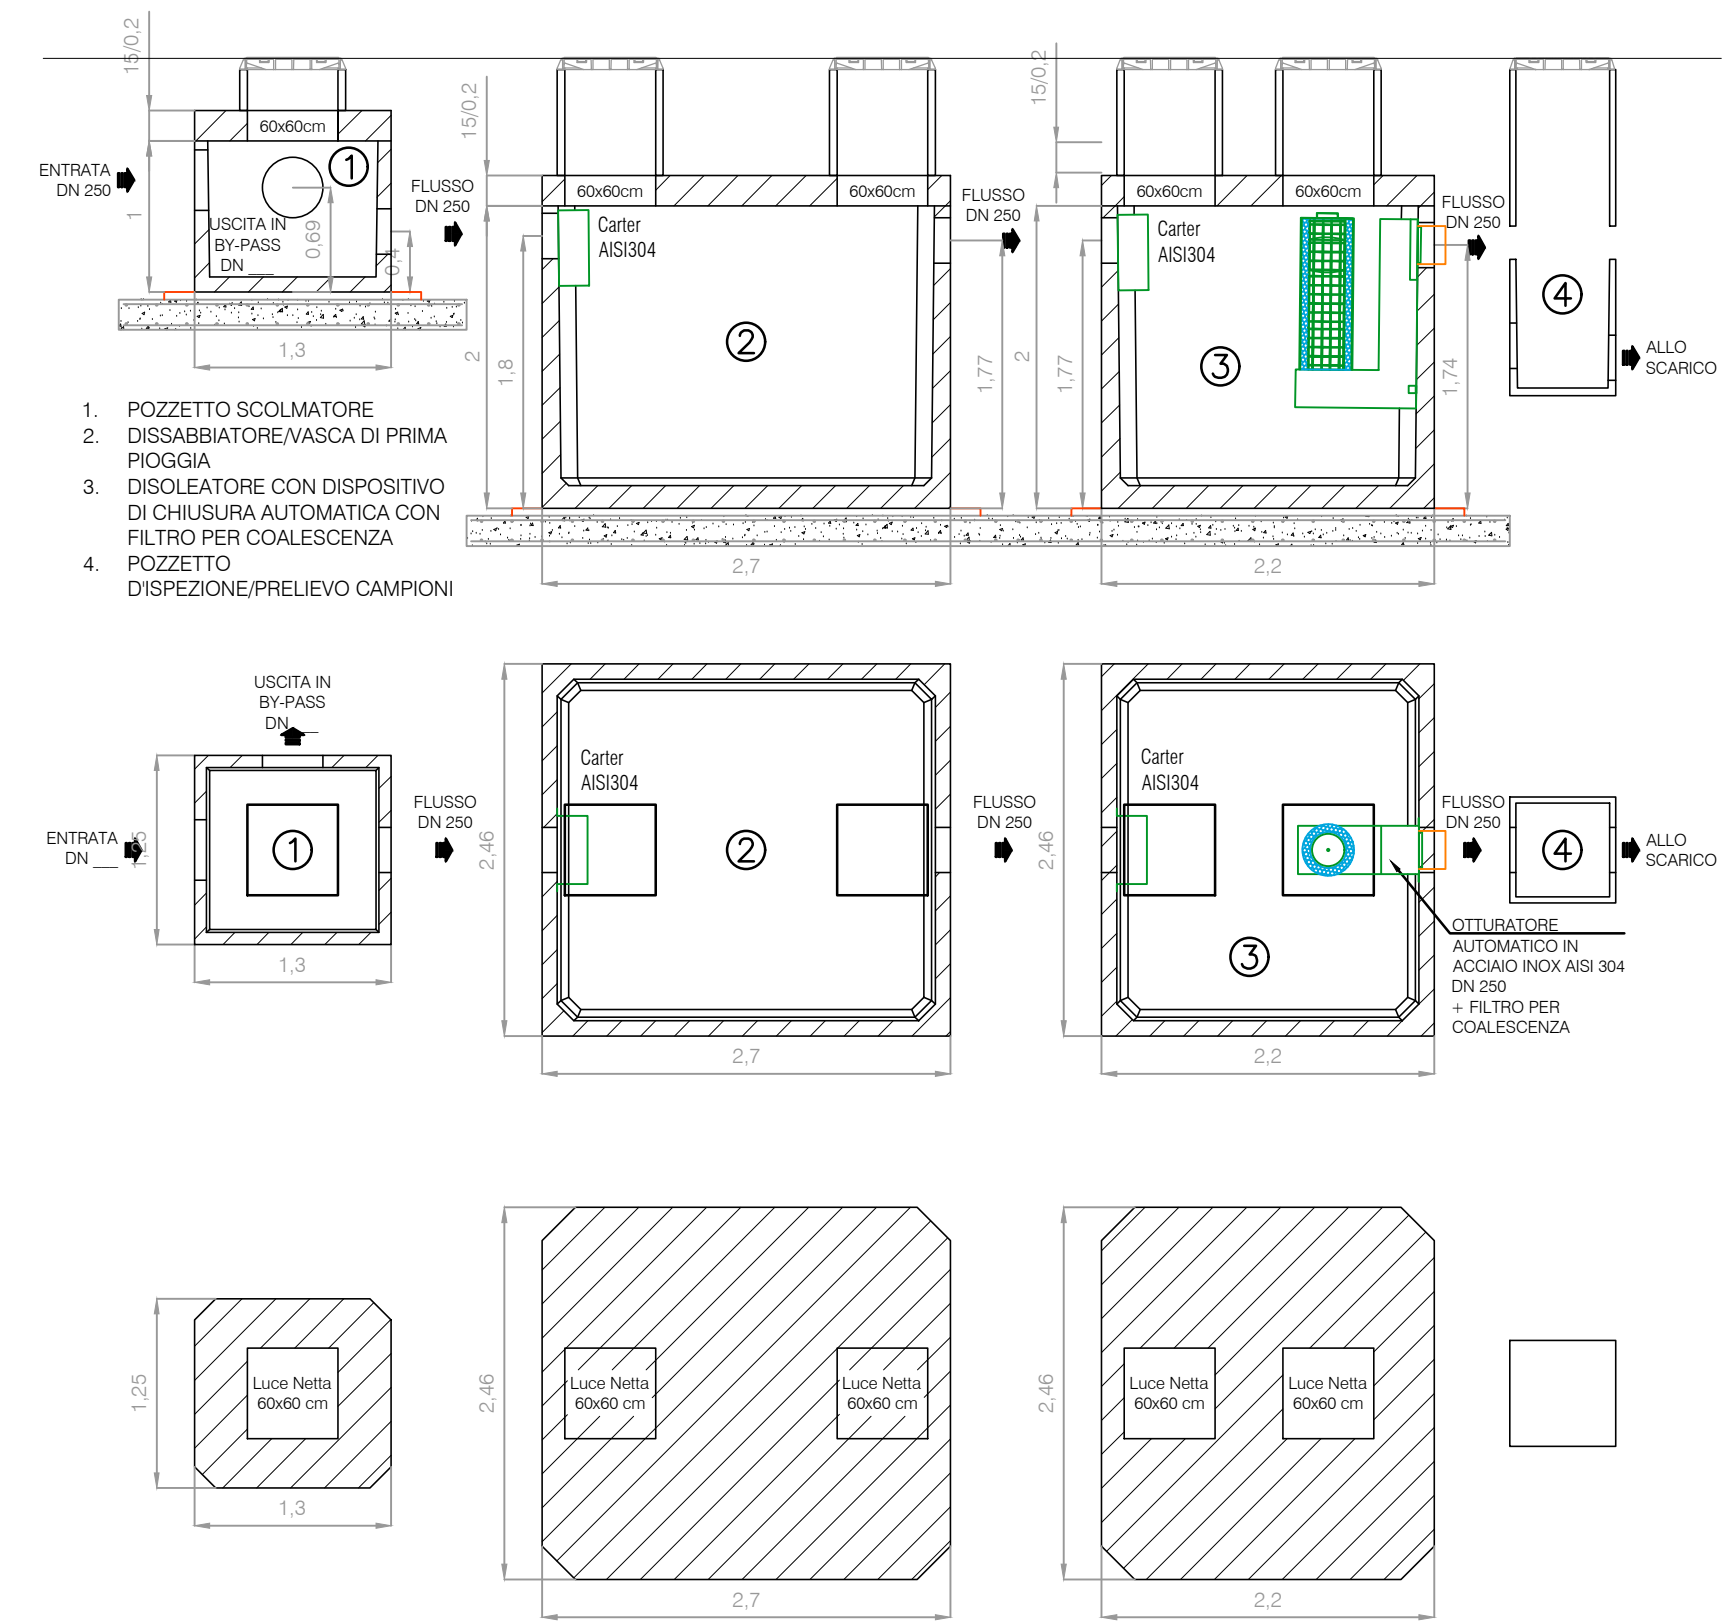 15/0,2
15/0,2
15/0,2
60x60cm
60x60cm
60x60cm
60x60cm
60x60cm
ENTRATA
DN 250
1
1
USCITA IN
BY-PASS
DN ___
0,69
0,4
1,3
FLUSSO
DN 250
Carter
AISI304
2
2
1,8
1,77
2,7
FLUSSO
DN 250
Carter
AISI304
3
2
1,77
1,74
2,2
FLUSSO
DN 250
4
ALLO
SCARICO
1. POZZETTO SCOLMATORE
2. DISSABBIATORE/VASCA DI PRIMA
PIOGGIA
3. DISOLEATORE CON DISPOSITIVO
DI CHIUSURA AUTOMATICA CON
FILTRO PER COALESCENZA
4. POZZETTO
D'ISPEZIONE/PRELIEVO CAMPIONI
USCITA IN
BY-PASS
DN ___
ENTRATA
DN ___
1,25
1
1,3
FLUSSO
DN 250
2,46
Carter
AISI304
2
2,7
FLUSSO
DN 250
2,46
Carter
AISI304
3
2,2
FLUSSO
DN 250
4
ALLO
SCARICO
OTTURATORE
AUTOMATICO IN
ACCIAIO INOX AISI 304
DN 250
+ FILTRO PER
COALESCENZA
1,25
Luce Netta
60x60 cm
1,3
2,46
Luce Netta
60x60 cm
Luce Netta
60x60 cm
2,7
2,46
Luce Netta
60x60 cm
Luce Netta
60x60 cm
2,2